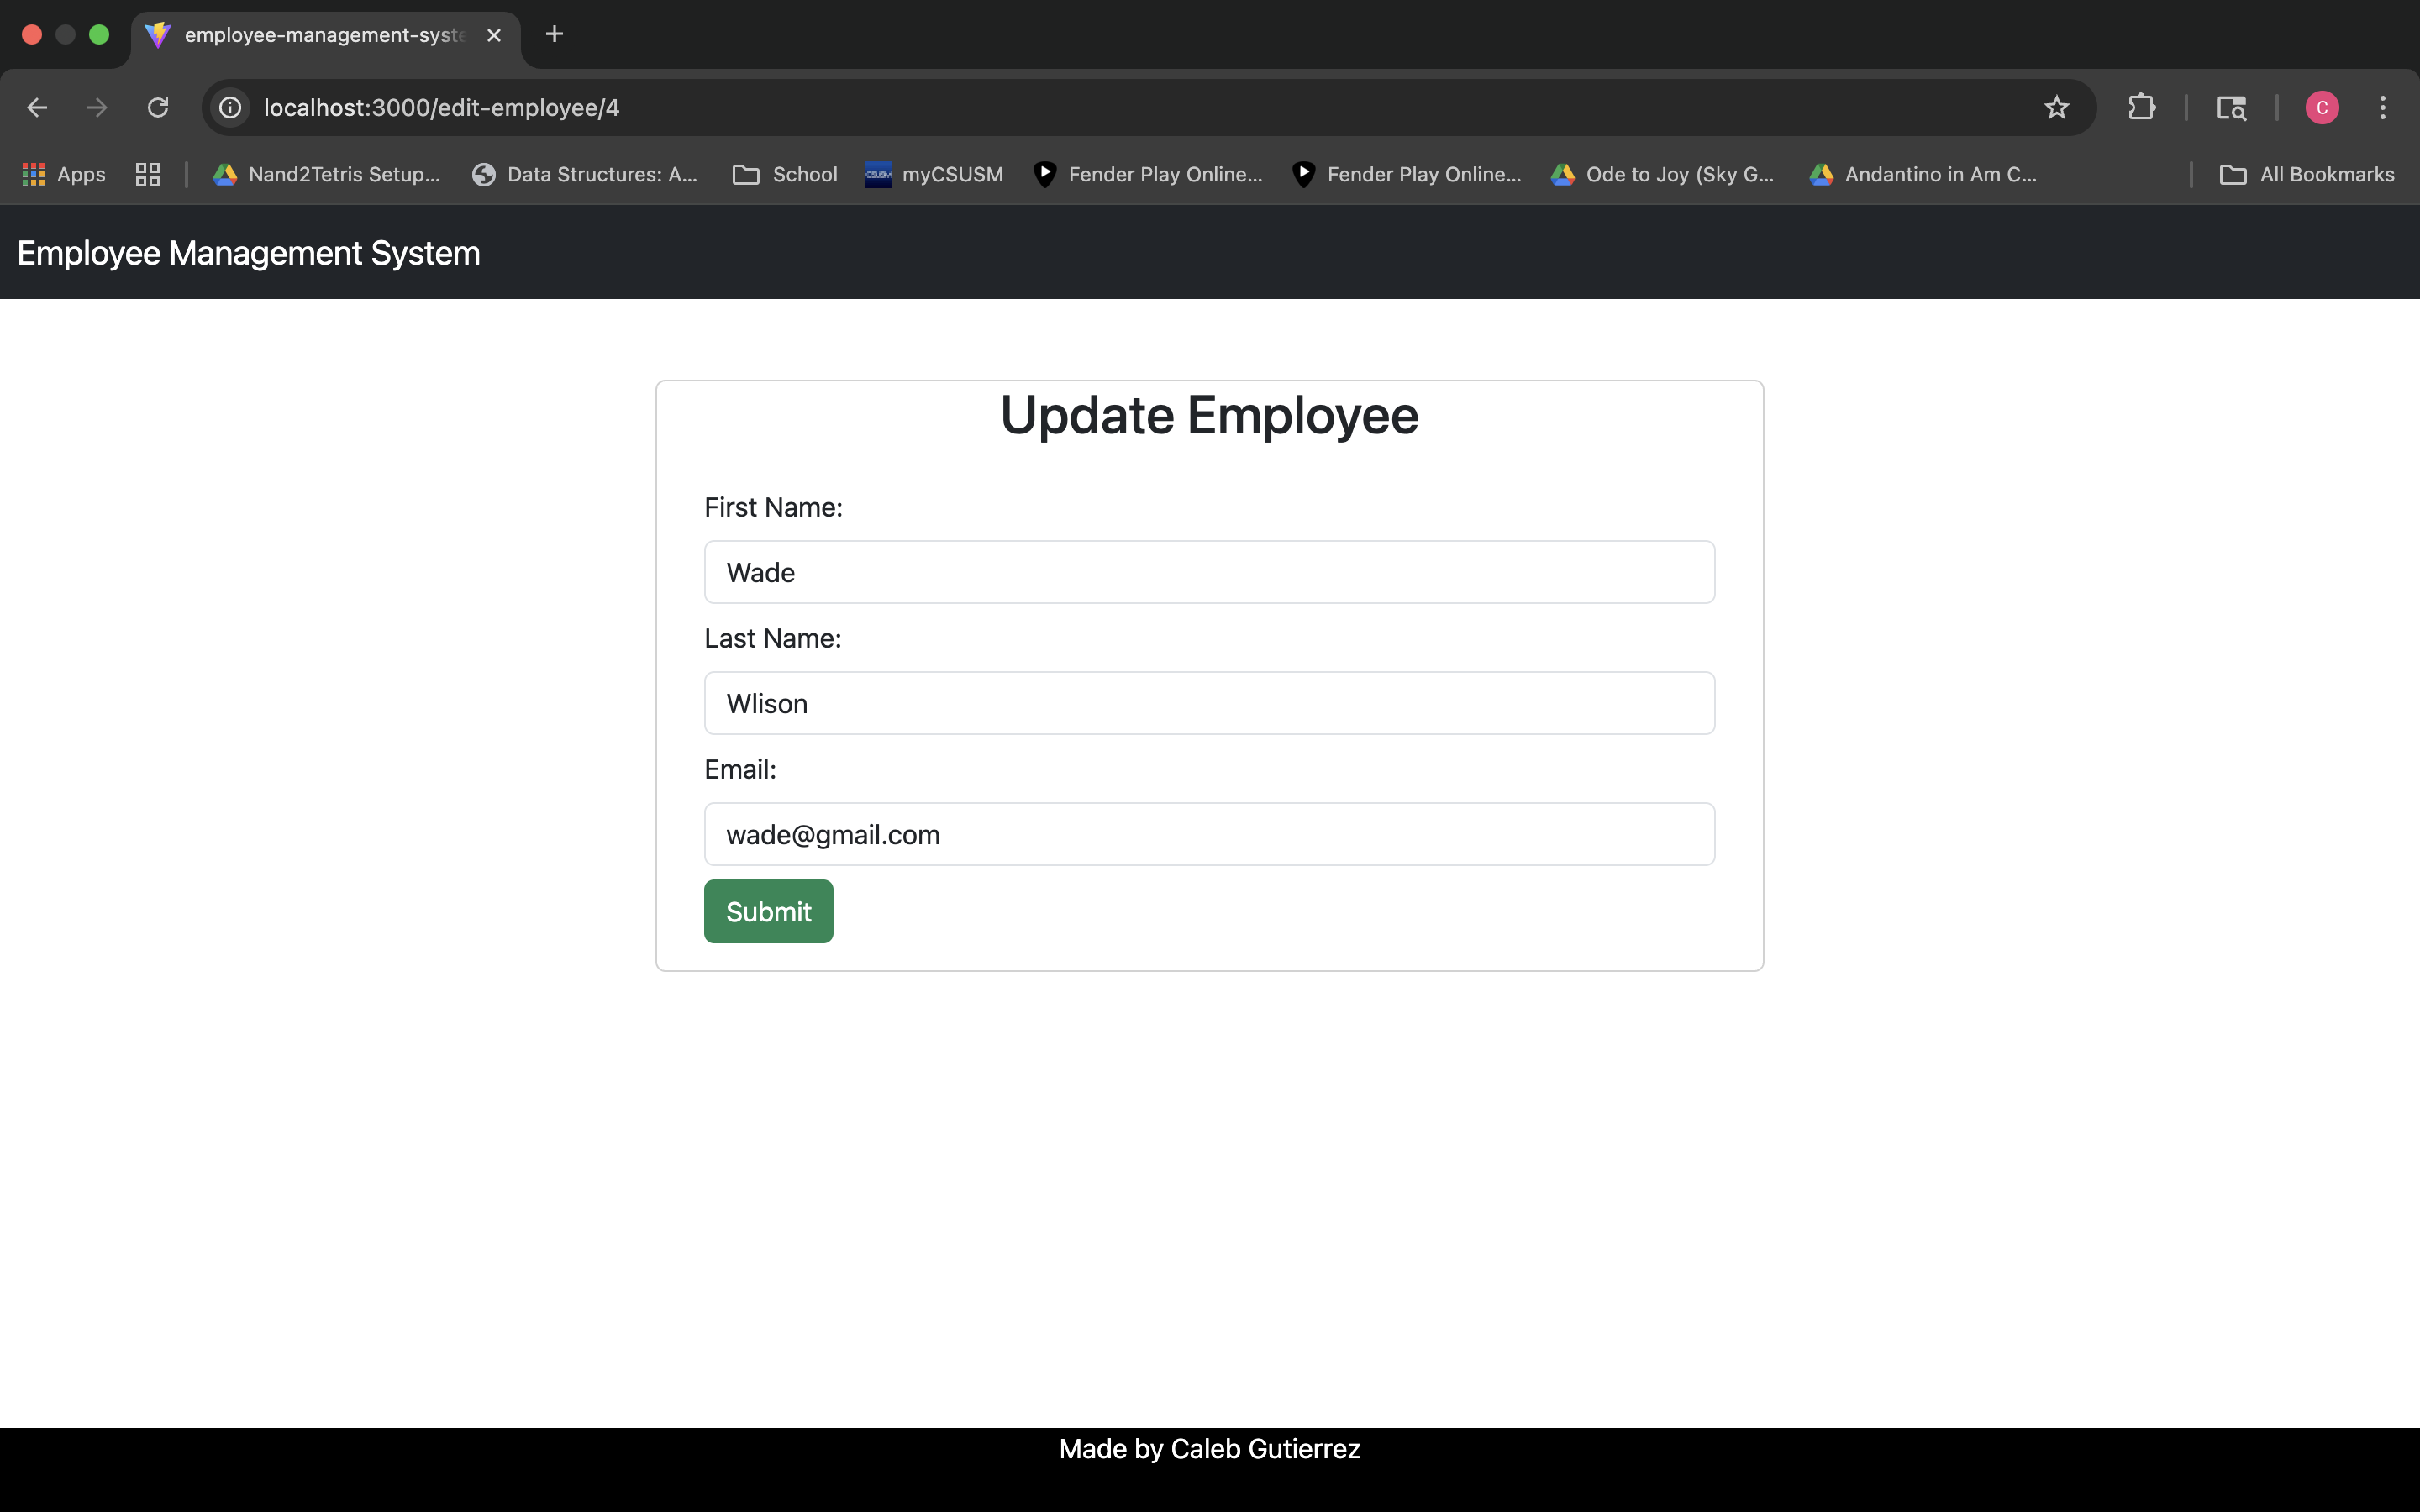 employee-management-syste
localhost:3000/edit-employee/4
C
Apps Nand2Tetris Setup... Data Structures: A... School CSUSM myCSUSM Fender Play Online... Fender Play Online... Ode to Joy (Sky G... Andantino in Am C... All Bookmarks
Employee Management System
Update Employee
First Name:
Wade
Last Name:
Wlison
Email:
wade@gmail.com
Submit
Made by Caleb Gutierrez